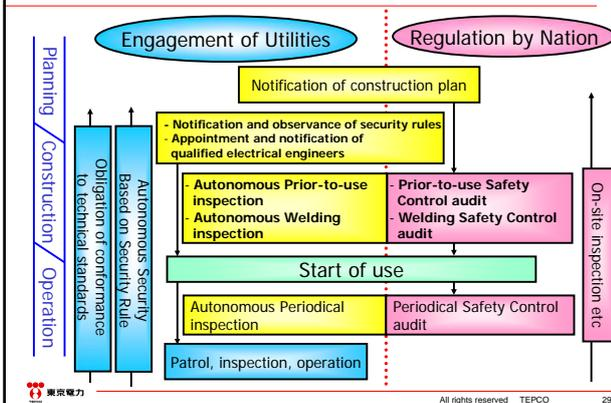 Engagement of Utilities
Regulation by Nation
Planning
Construction
Operation
Obligation of conformance
to technical standards
Autonomous Security
Based on Security Rule
Notification of construction plan
- Notification and observance of security rules
- Appointment and notification of
qualified electrical engineers
- Autonomous Prior-to-use
inspection
- Autonomous Welding
inspection
- Prior-to-use Safety
Control audit
- Welding Safety Control
audit
Start of use
Autonomous Periodical
inspection
Periodical Safety Control
audit
Patrol, inspection, operation
On-site inspection etc
東京電力
TEPCO
All rights reserved TEPCO
29